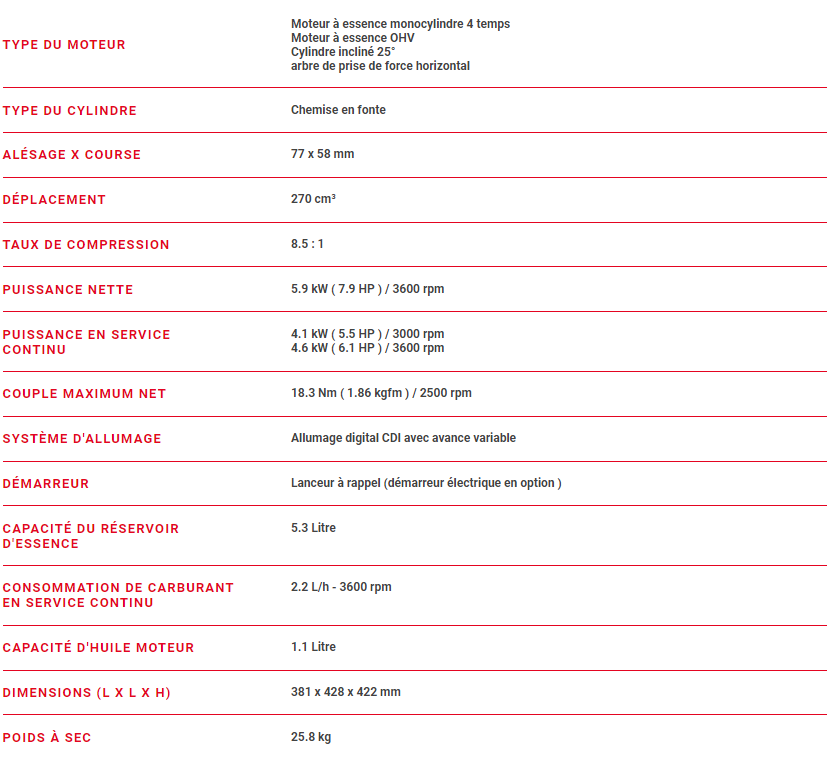 TYPE DU MOTEUR
Moteur à essence monocylindre 4 temps
Moteur à essence OHV
Cylindre incliné 25°
arbre de prise de force horizontal
TYPE DU CYLINDRE
Chemise en fonte
ALÉSAGE X COURSE
77 x 58 mm
DÉPLACEMENT
270 cm³
TAUX DE COMPRESSION
8.5 : 1
PUISSANCE NETTE
5.9 kW ( 7.9 HP ) / 3600 rpm
PUISSANCE EN SERVICE
CONTINU
4.1 kW ( 5.5 HP ) / 3000 rpm
4.6 kW ( 6.1 HP ) / 3600 rpm
COUPLE MAXIMUM NET
18.3 Nm ( 1.86 kgfm ) / 2500 rpm
SYSTÈME D'ALLUMAGE
Allumage digital CDI avec avance variable
DÉMARREUR
Lanceur à rappel (démarreur électrique en option )
CAPACITÉ DU RÉSERVOIR
D'ESSENCE
5.3 Litre
CONSOMMATION DE CARBURANT
EN SERVICE CONTINU
2.2 L/h - 3600 rpm
CAPACITÉ D'HUILE MOTEUR
1.1 Litre
DIMENSIONS (L X L X H)
381 x 428 x 422 mm
POIDS À SEC
25.8 kg